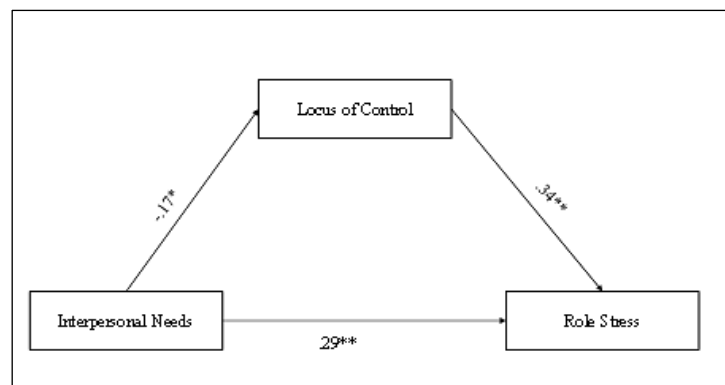 Locus of Control
-.17*
.34**
Interpersonal Needs
Role Stress
.29**